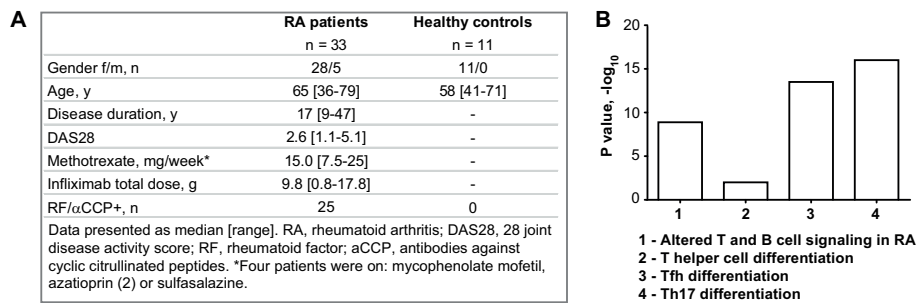 A
RA patients Healthy controls
n = 33 n = 11
Gender f/m, n 28/5 11/0
Age, y 65 [36-79] 58 [41-71]
Disease duration, y 17 [9-47] -
DAS28 2.6 [1.1-5.1] -
Methotrexate, mg/week* 15.0 [7.5-25] -
Infliximab total dose, g 9.8 [0.8-17.8] -
RF/αCCP+, n 25 0
Data presented as median [range]. RA, rheumatoid arthritis; DAS28, 28 joint
disease activity score; RF, rheumatoid factor; aCCP, antibodies against
cyclic citrullinated peptides. *Four patients were on: mycophenolate mofetil,
azatioprin (2) or sulfasalazine.
B
P value, -log10
20
15
10
5
0
1 2 3 4
1 - Altered T and B cell signaling in RA
2 - T helper cell differentiation
3 - Tfh differentiation
4 - Th17 differentiation